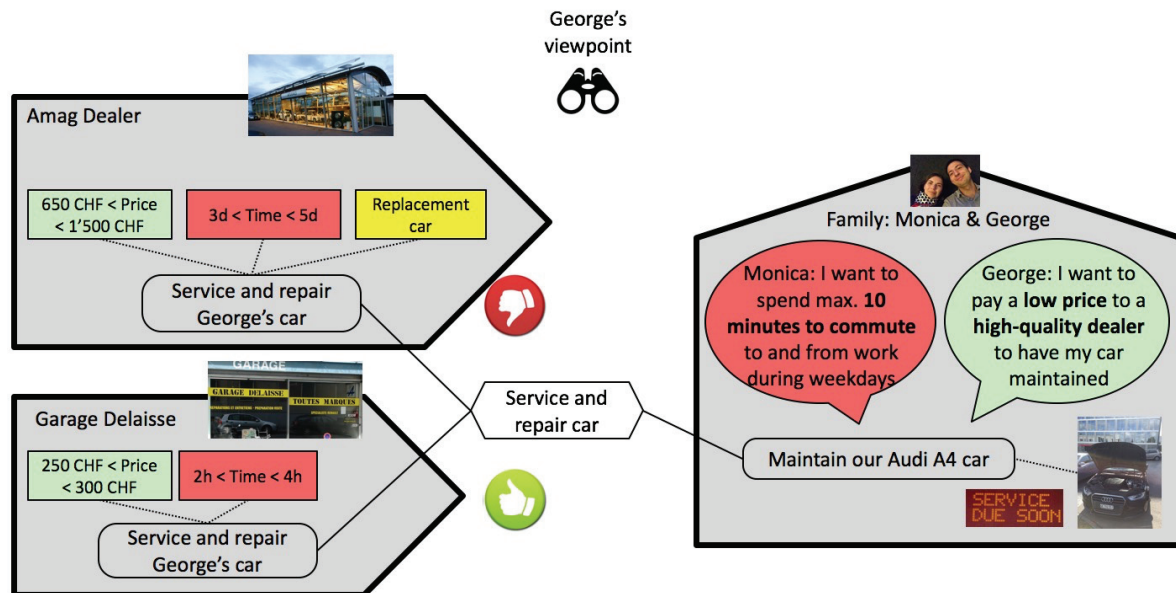 George's
viewpoint
Amag Dealer
650 CHF < Price
< 1'500 CHF
3d < Time < 5d
Replacement
car
Service and repair
George's car
GARAGE
GARAGE DELAISSE
TOUTES MARQUES
Garage Delaisse
250 CHF < Price
< 300 CHF
2h < Time < 4h
Service and repair
George's car
Service and
repair car
Family: Monica & George
Monica: I want to
spend max. 10
minutes to commute
to and from work
during weekdays
George: I want to
pay a low price to a
high-quality dealer
to have my car
maintained
Maintain our Audi A4 car
SERVICE
DUE SOON